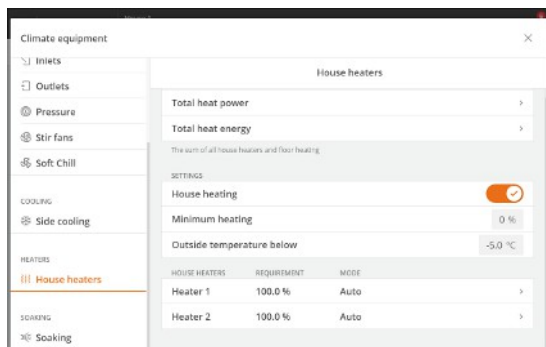 Climate equipment
Inlets
Outlets
Pressure
Stir fans
Soft Chill
COOLING
Side cooling
HEATERS
House heaters
SOAKING
Soaking
House heaters
Total heat power
Total heat energy
The sum of all house heaters and floor heating
SETTINGS
House heating
Minimum heating 0 %
Outside temperature below -5.0 °C
HOUSE HEATERS REQUIREMENT MODE
Heater 1 100.0 % Auto
Heater 2 100.0 % Auto